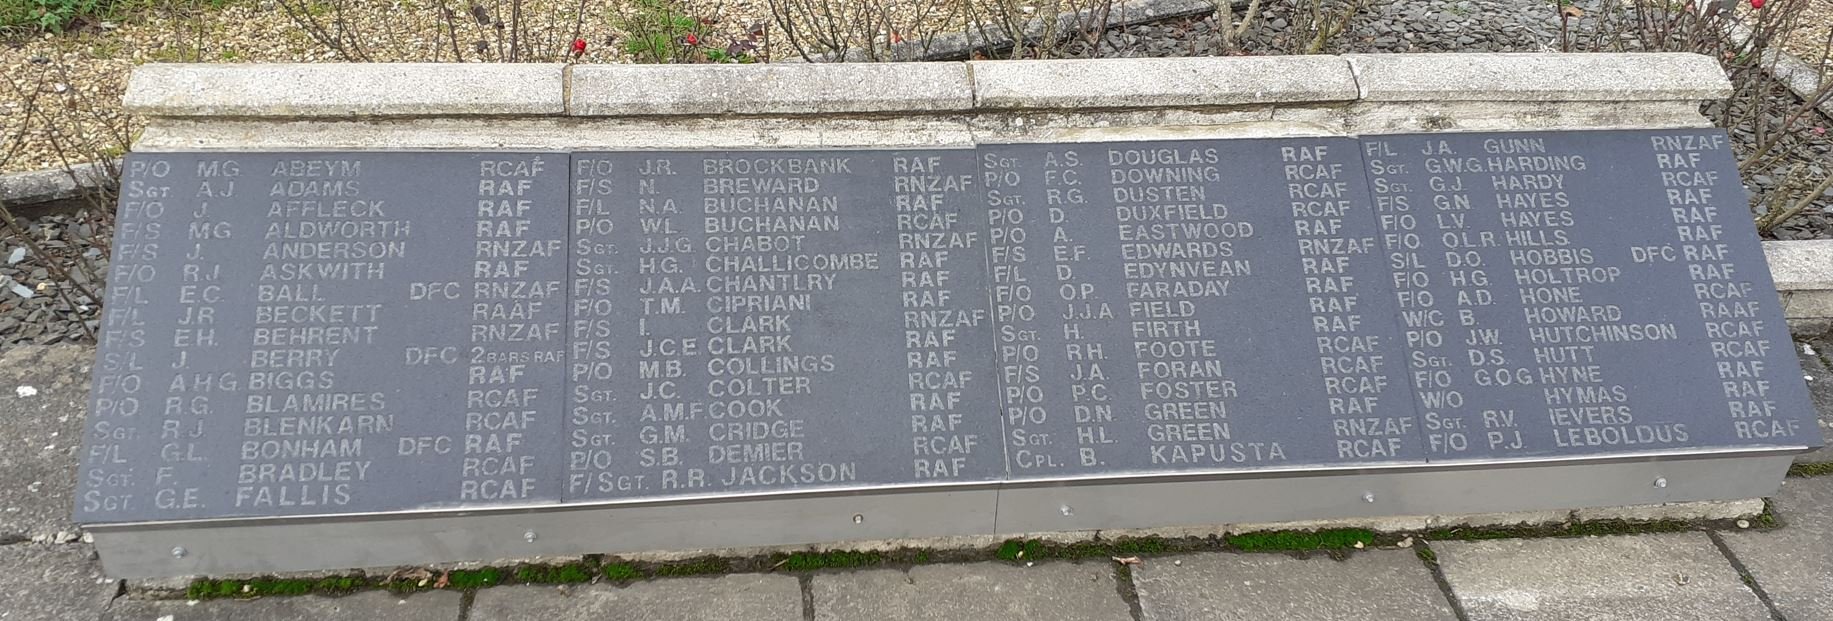 P/O M.G. ABEYM RCAF
SGT. A.J. ADAMS RAF
F/O J. AFFLECK RAF
F/S M.G ALDWORTH RAF
F/S J. ANDERSON RNZAF
F/O R.J ASKWITH RAF
F/L E.C. BALL DFC RNZAF
F/L J.R BECKETT RAAF
F/S E.H. BEHRENT RNZAF
S/L J. BERRY DFC 2 BARS RAF
F/O A.H.G. BIGGS RAF
P/O R.G. BLAMIRES RCAF
SGT. R.J BLENKARN RCAF
F/L G.L. BONHAM DFC RAF
SGT. F. BRADLEY RCAF
SGT G.E. FALLIS RCAF
F/O J.R. BROCKBANK RAF
F/S N. BREWARD RNZAF
F/L N.A. BUCHANAN RAF
P/O W.L. BUCHANAN RCAF
SGT. J.J.G. CHABOT RNZAF
SGT. H.G. CHALLICOMBE RAF
F/S J.A.A. CHANTLRY RAF
F/O T.M. CIPRIANI RAF
F/S I. CLARK RNZAF
F/S J.C.E. CLARK RAF
P/O M.B. COLLINGS RAF
SGT. J.C. COLTER RCAF
SGT. A.M.F. COOK RAF
SGT. G.M. CRIDGE RAF
P/O S.B. DEMIER RCAF
F/SGT. R.R. JACKSON RAF
SGT. A.S. DOUGLAS RAF
P/O F.C. DOWNING RCAF
SGT. R.G. DUSTEN RCAF
P/O D. DUXFIELD RCAF
P/O A. EASTWOOD RAF
F/S E.F. EDWARDS RNZAF
F/L D. EDYNVEAN RAF
F/O O.P. FARADAY RAF
P/O J.J.A FIELD RAF
SGT. H. FIRTH RAF
P/O R.H. FOOTE RCAF
F/S J.A. FORAN RCAF
P/O P.C. FOSTER RCAF
P/O D.N. GREEN RAF
SGT. H.L. GREEN RNZAF
CPL. B. KAPUSTA RCAF
F/L J.A. GUNN RNZAF
SGT. G.W.G. HARDING RAF
SGT. G.J. HARDY RCAF
F/S G.N HAYES RAF
F/O L.V. HAYES RAF
F/O O.L.R. HILLS RAF
S/L D.O. HOBBIS DFC RAF
F/O H.G. HOLTROP RAF
F/O A.D. HONE RCAF
W/C B. HOWARD RAAF
P/O J.W. HUTCHINSON RCAF
SGT. D.S. HUTT RCAF
F/O G.O.G HYNE RAF
W/O HYMAS RAF
SGT. R.V. IEVERS RAF
F/O P.J LEBOLDUS RCAF